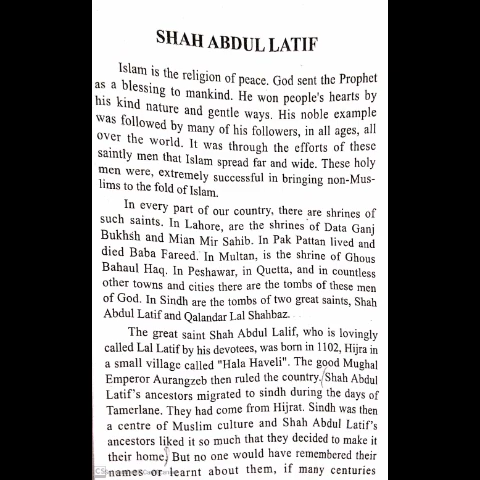 SHAH ABDUL LATIF
Islam is the religion of peace. God sent the Prophet
as a blessing to mankind. He won people's hearts by
his kind nature and gentle ways. His noble example
was followed by many of his followers, in all ages, all
over the world. It was through the efforts of these
saintly men that Islam spread far and wide. These holy
men were, extremely successful in bringing non-Mus-
lims to the fold of Islam.
In every part of our country, there are shrines of
such saints. In Lahore, are the shrines of Data Ganj
Bukhsh and Mian Mir Sahib. In Pak Pattan lived and
died Baba Fareed. In Multan, is the shrine of Ghous
Bahaul Haq. In Peshawar, in Quetta, and in countless
other towns and cities there are the tombs of these men
of God. In Sindh are the tombs of two great saints, Shah
Abdul Latif and Qalandar Lal Shahbaz.
The great saint Shah Abdul Lalif, who is lovingly
called Lal Latif by his devotees, was born in 1102, Hijra in
a small village called "Hala Haveli". The good Mughal
Emperor Aurangzeb then ruled the country. Shah Abdul
Latif's ancestors migrated to sindh during the days of
Tamerlane. They had come from Hijrat. Sindh was then
a centre of Muslim culture and Shah Abdul Latif's
ancestors liked it so much that they decided to make it
their home. But no one would have remembered their
names or learnt about them, if many centuries